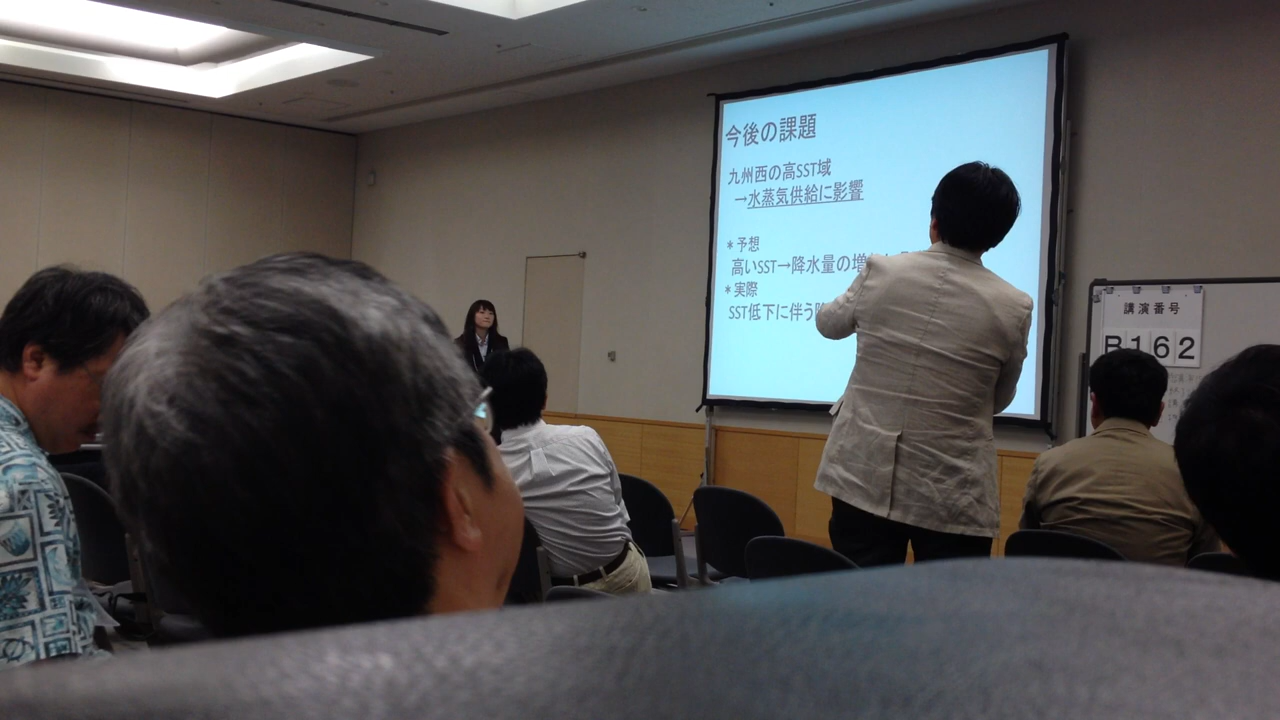 今後の課題
九州西の高SST域
→水蒸気供給に影響
＊予想
高いSST→降水量の増
＊実際
SST低下に伴う
講演番号
B162